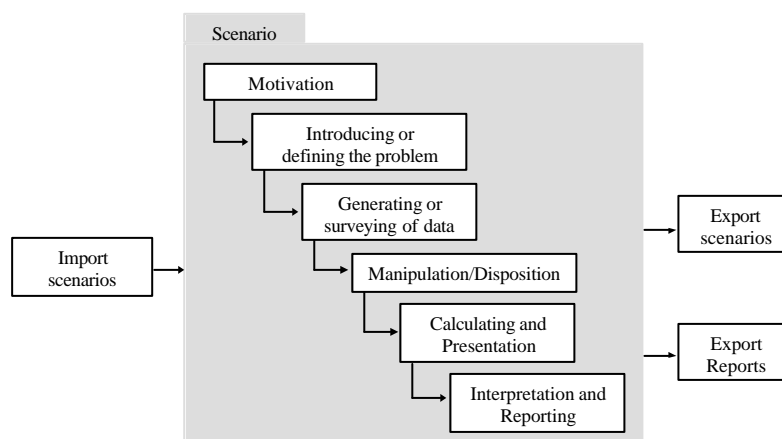 Scenario
Motivation
Introducing or
defining the problem
Generating or
surveying of data
Manipulation/Disposition
Calculating and
Presentation
Interpretation and
Reporting
Import
scenarios
Export
scenarios
Export
Reports